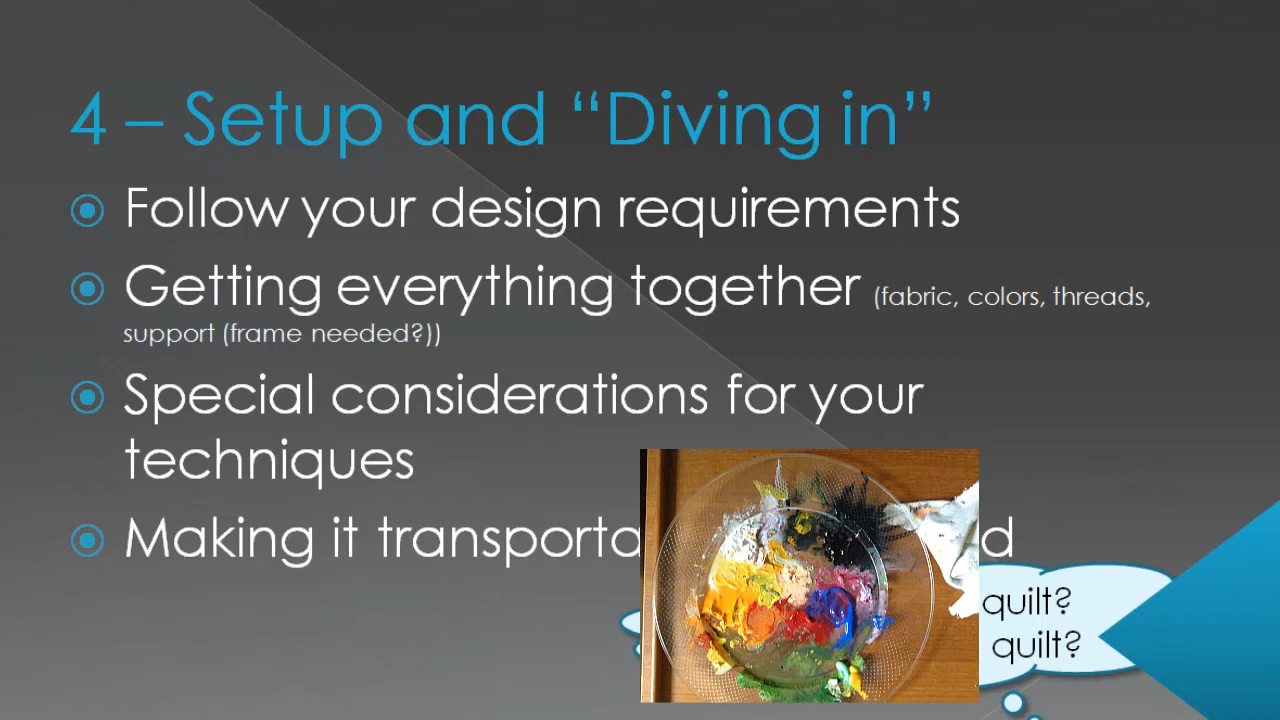 4 – Setup and “Diving in”
Follow your design requirements
Getting everything together (fabric, colors, threads,
support (frame needed?))
Special considerations for your
techniques
Making it
quilt?
quilt?